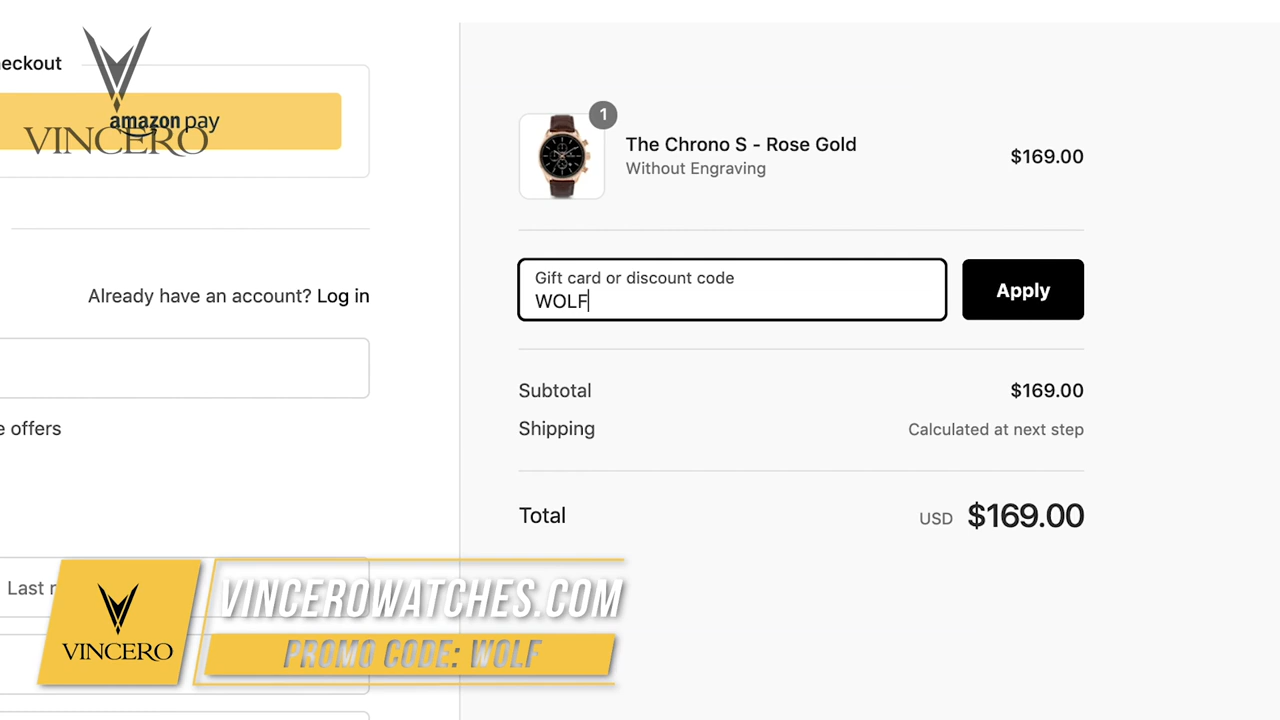 eckout
amazon pay
VINCERO
Already have an account? Log in
e offers
Last n
1
The Chrono S - Rose Gold
Without Engraving
$169.00
Gift card or discount code
WOLF
Apply
Subtotal
$169.00
Shipping
Calculated at next step
Total
USD $169.00
VINCERO
VINCEROWATCHES.COM
PROMO CODE: WOLF